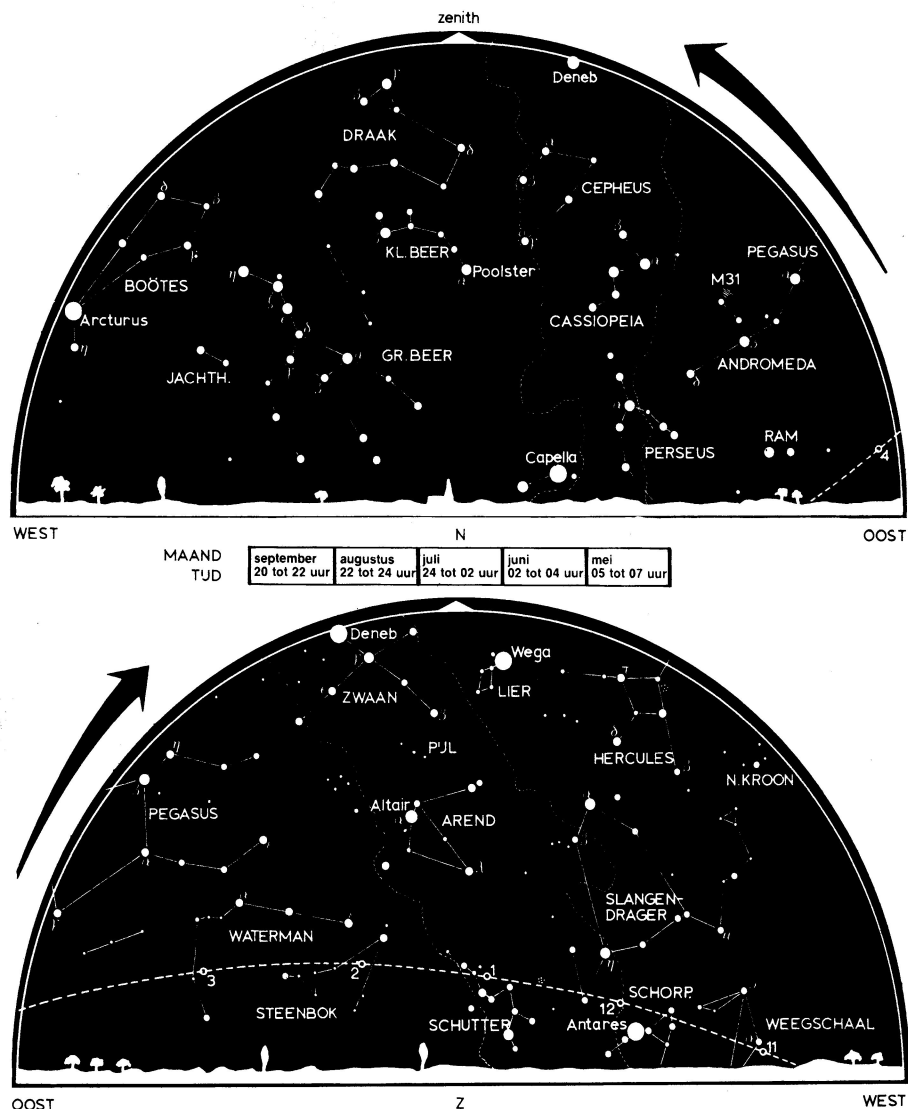 zenith
Deneb
DRAAK
CEPHEUS
KL. BEER
Poolster
PEGASUS
M31
BOÖTES
Arcturus
CASSIOPEIA
GR. BEER
ANDROMEDA
JACHTH.
RAM
PERSEUS
4
Capella
WEST
N
OOST
MAAND
TIJD
september
20 tot 22 uur
augustus
22 tot 24 uur
juli
24 tot 02 uur
juni
02 tot 04 uur
mei
05 tot 07 uur
Deneb
Wega
ZWAAN
LIER
PIJL
HERCULES
N. KROON
PEGASUS
Altair
AREND
SLANGEN-
DRAGER
WATERMAN
3
2
1
12
STEENBOK
SCHUTTER
SCHORP.
Antares
WEEGSCHAAL
11
OOST
Z
WEST